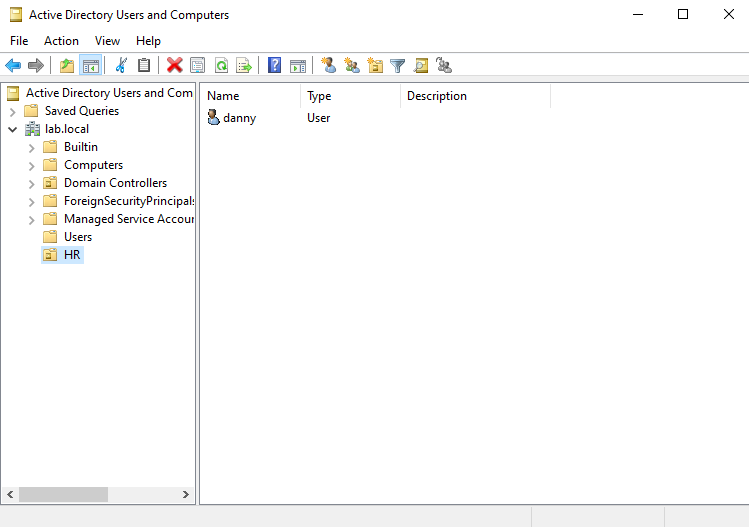 Active Directory Users and Computers
File Action View Help
Active Directory Users and Com
Saved Queries
lab.local
Builtin
Computers
Domain Controllers
ForeignSecurityPrincipals
Managed Service Accour
Users
HR
Name Type Description
danny User